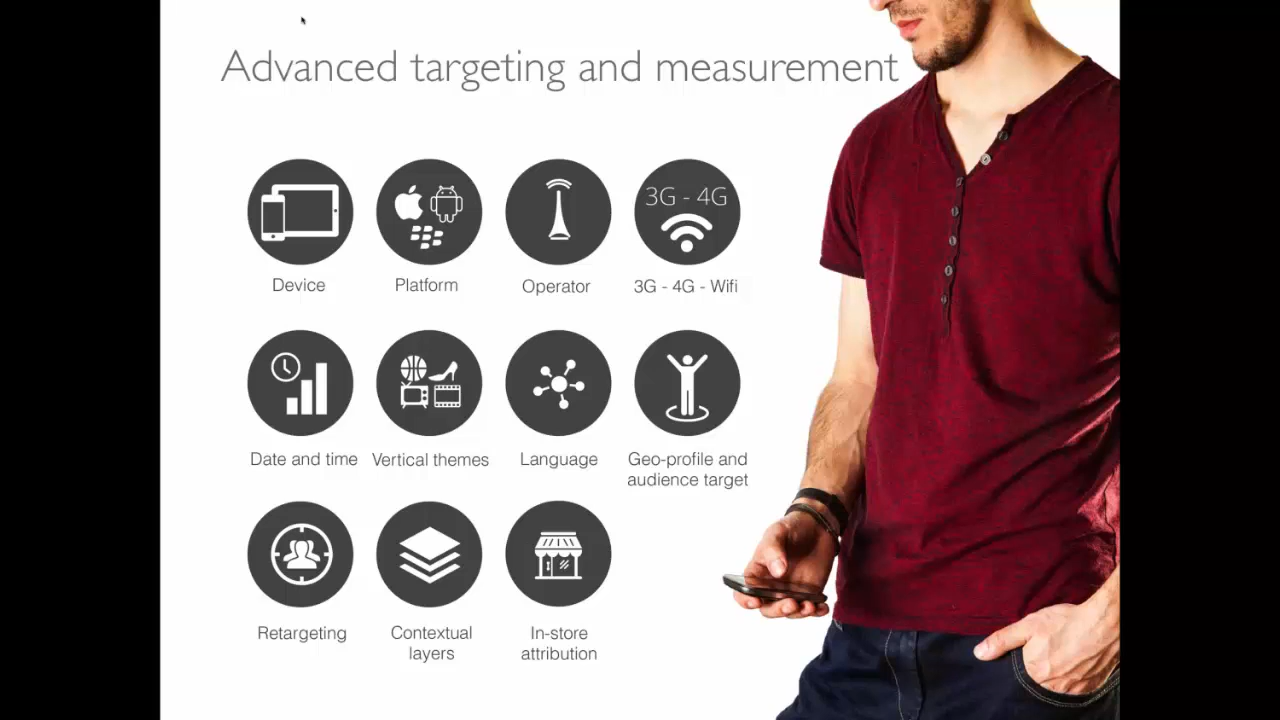 Advanced targeting and measurement
3G - 4G
Device
Platform
Operator
3G - 4G - Wifi
Date and time
Vertical themes
Language
Geo-profile and
audience target
Retargeting
Contextual
layers
In-store
attribution